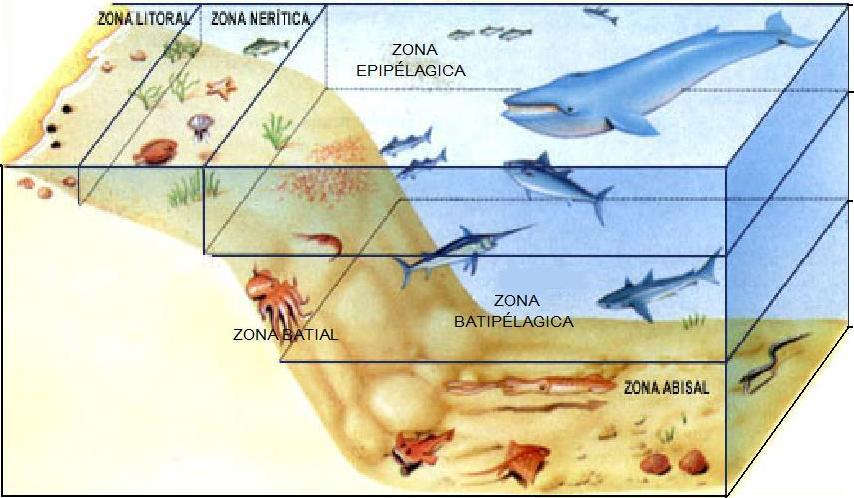 ZONA LITORAL
ZONA NERÍTICA
ZONA
EPIPÉLAGICA
ZONA
BATIPÉLAGICA
ZONA BATIAL
ZONA ABISAL